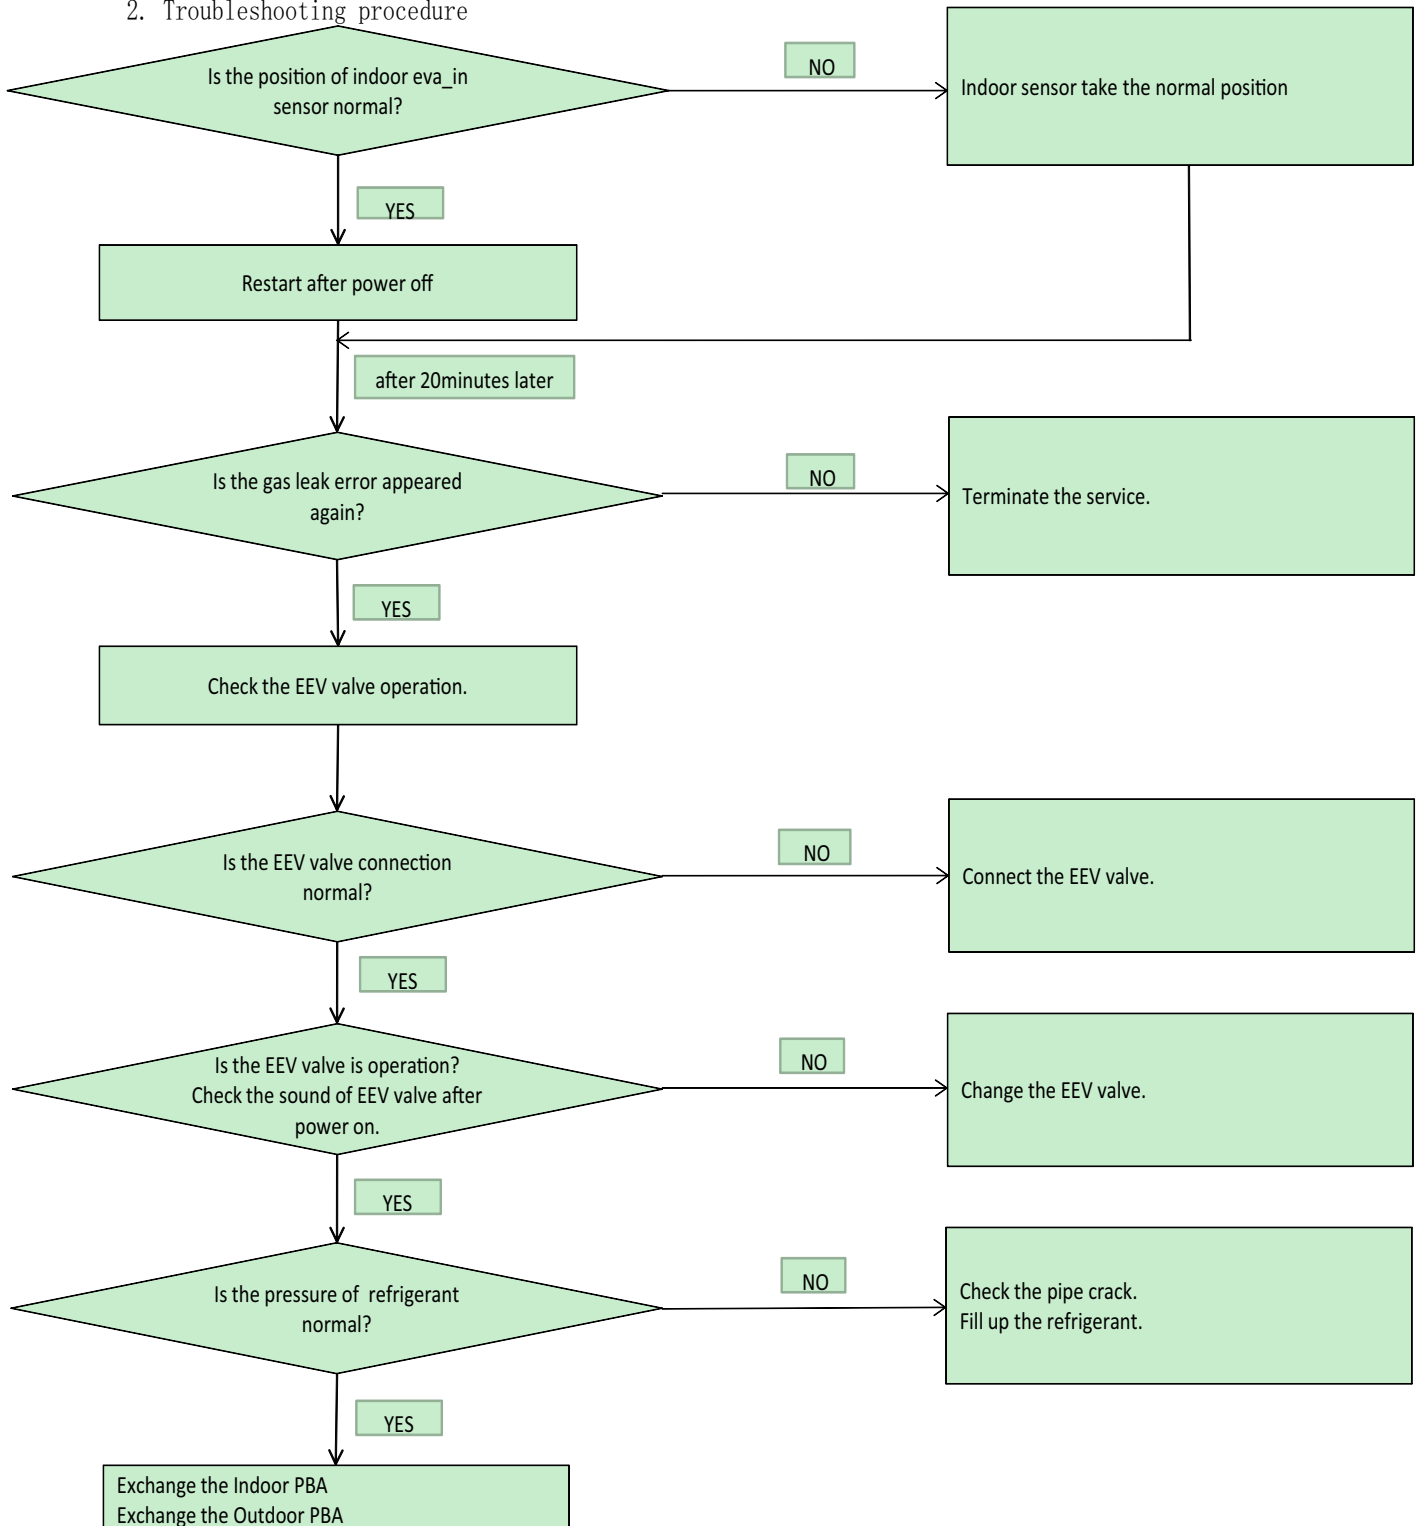 2. Troubleshooting procedure
Is the position of indoor eva_in
sensor normal?
NO
Indoor sensor take the normal position
YES
Restart after power off
after 20minutes later
Is the gas leak error appeared
again?
NO
Terminate the service.
YES
Check the EEV valve operation.
Is the EEV valve connection
normal?
NO
Connect the EEV valve.
YES
Is the EEV valve is operation?
Check the sound of EEV valve after
power on.
NO
Change the EEV valve.
YES
Is the pressure of  refrigerant
normal?
NO
Check the pipe crack.
Fill up the refrigerant.
YES
Exchange the Indoor PBA
Exchange the Outdoor PBA